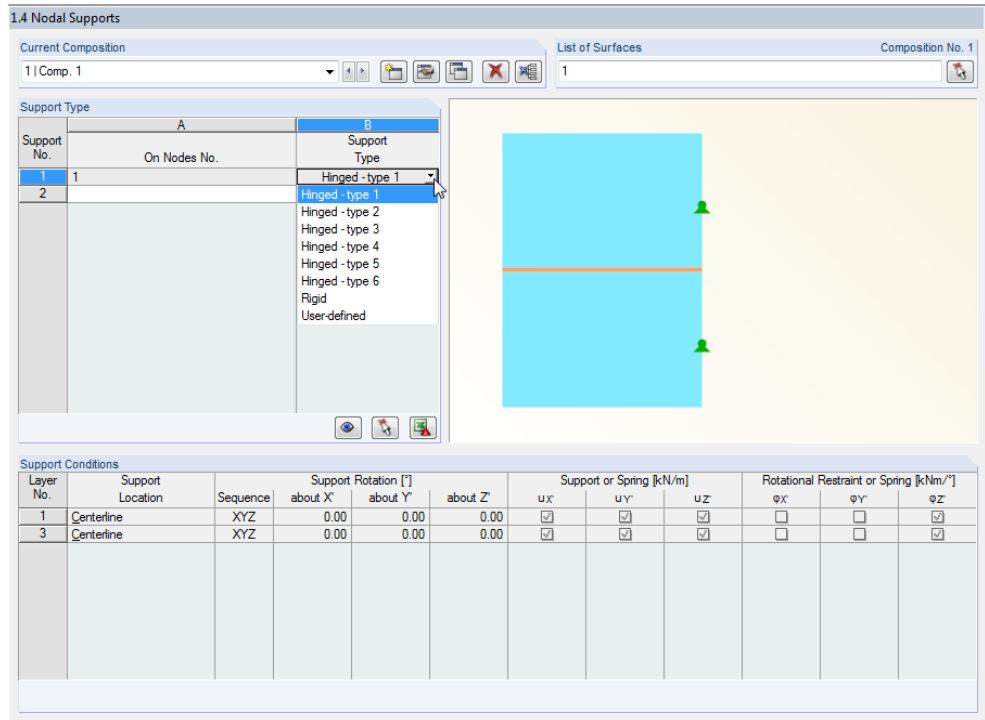 1.4 Nodal Supports
Current Composition
List of Surfaces
Composition No. 1
1 | Comp. 1
1
Support Type
A
B
Support No.
On Nodes No.
Support Type
1
1
Hinged - type 1
2
Hinged - type 1
Hinged - type 2
Hinged - type 3
Hinged - type 4
Hinged - type 5
Hinged - type 6
Rigid
User-defined
Support Conditions
Layer
Support
Support Rotation [°]
Support or Spring [kN/m]
Rotational Restraint or Spring [kNm/°]
No.
Location
Sequence
about X'
about Y'
about Z'
uX'
uY'
uZ'
φX'
φY'
φZ'
1
Centerline
XYZ
0.00
0.00
0.00
3
Centerline
XYZ
0.00
0.00
0.00